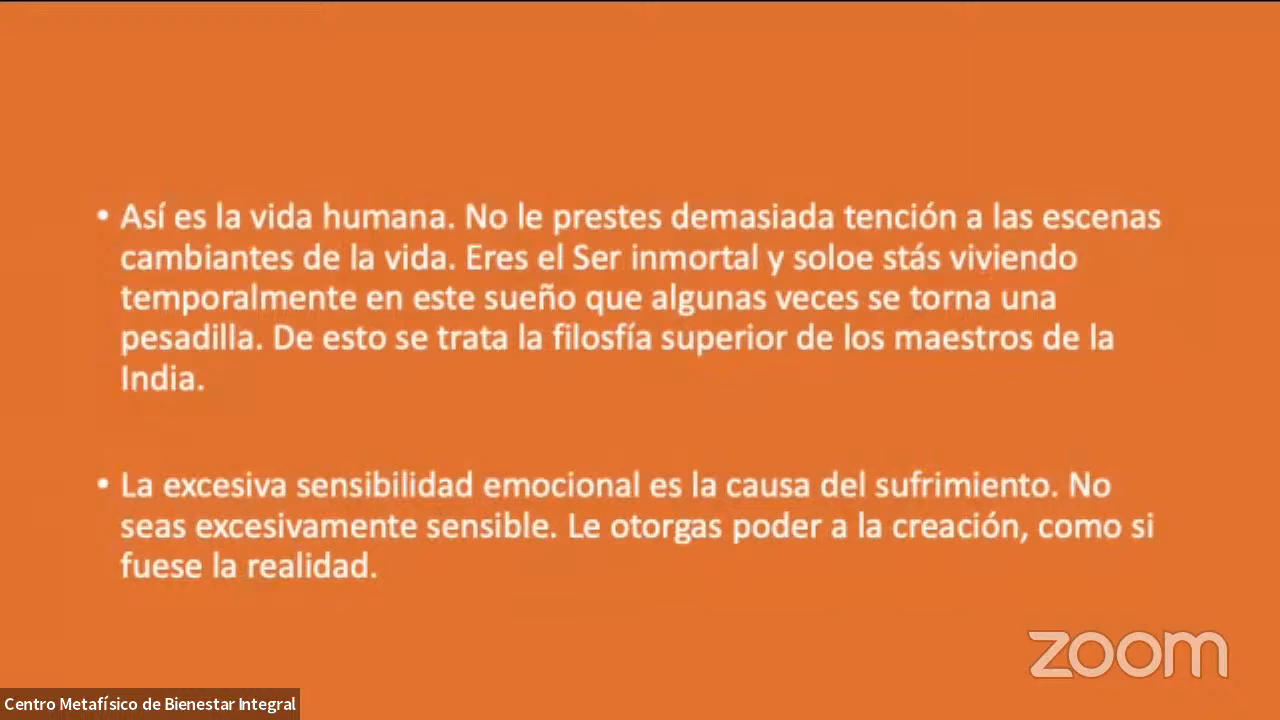 • Así es la vida humana. No le prestes demasiada tención a las escenas
cambiantes de la vida. Eres el Ser inmortal y soloe stás viviendo
temporalmente en este sueño que algunas veces se torna una
pesadilla. De esto se trata la filosfía superior de los maestros de la
India.
• La excesiva sensibilidad emocional es la causa del sufrimiento. No
seas excesivamente sensible. Le otorgas poder a la creación, como si
fuese la realidad.
zoom
Centro Metafísico de Bienestar Integral